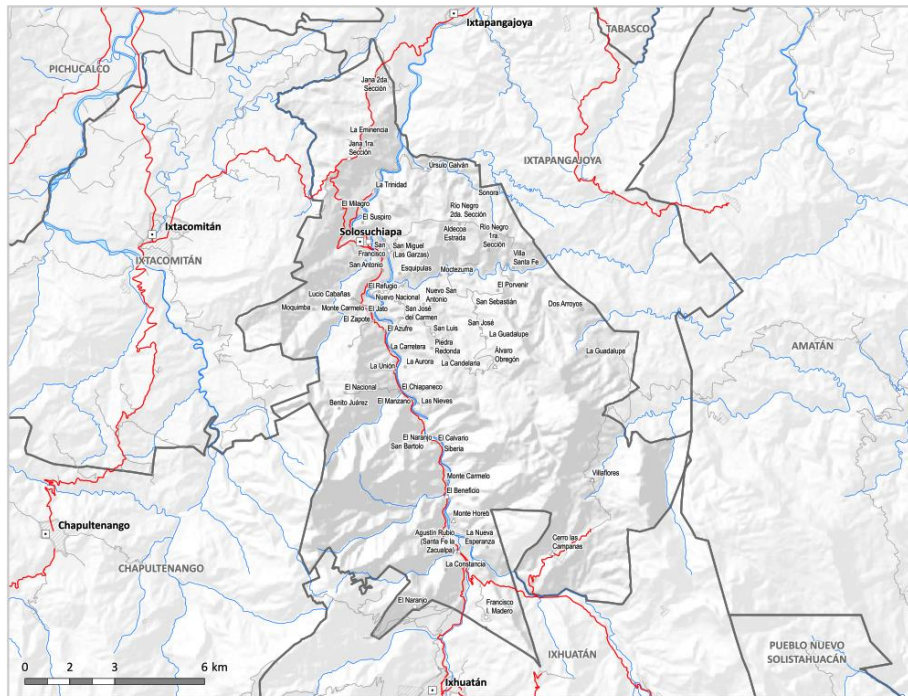 Ixtapangajoya
TABASCO
PICHUCALCO
Jana 2da.
Sección
La Eminencia
Jana 1ra.
Sección
Úrsulo Galván
IXTAPANGAJOYA
La Trinidad
Sonora
El Milagro
Río Negro
2da. Sección
El Suspiro
Ixtacomitán
Solosuchiapa
Aldecoa
Estrada
Río Negro
1ra.
Sección
San
Francisco
San Miguel
(Las Garzas)
Villa
Santa Fe
IXTACOMITÁN
San Antonio
Esquipulas
Moctezuma
El Refugio
El Porvenir
Lucio Cabañas
Nuevo Nacional
Nuevo San
Antonio
San Sebastián
Dos Arroyos
Moquimba
Monte Carmelo
El Jato
San José
del Carmen
El Zapote
San José
El Azufre
San Luis
La Guadalupe
AMATÁN
La Carretera
Piedra
Redonda
Álvaro
Obregón
La Guadalupe
La Unión
La Aurora
La Candelaria
El Nacional
El Chiapaneco
Benito Juárez
El Manzano
Las Nieves
El Naranjo
El Calvario
San Bartolo
Siberia
Monte Carmelo
Villaflores
El Beneficio
Monte Horeb
Chapultenango
Agustín Rubio
(Santa Fe la
Zacualpa)
La Nueva
Esperanza
Cerro las
Campanas
CHAPULTENANGO
La Constancia
El Naranjo
Francisco
I. Madero
IXHUATÁN
PUEBLO NUEVO
SOLISTAHUACÁN
0 2 3 6 km
Ixhuatán